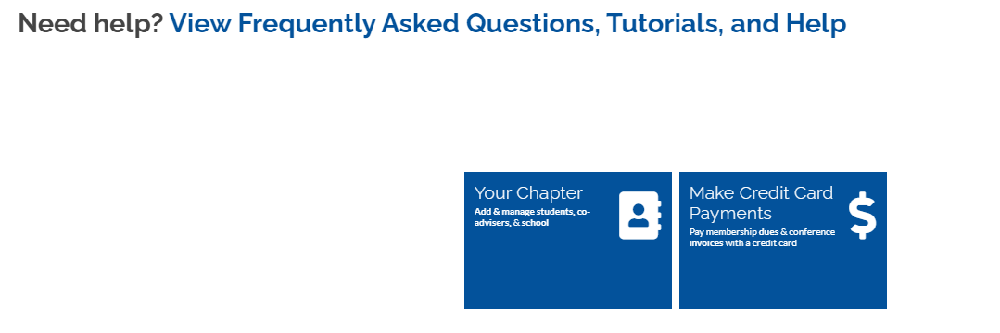 Need help? View Frequently Asked Questions, Tutorials, and Help
Your Chapter
Add & manage students, co-
advisers, & school
Make Credit Card
Payments
Pay membership dues & conference
invoices with a credit card